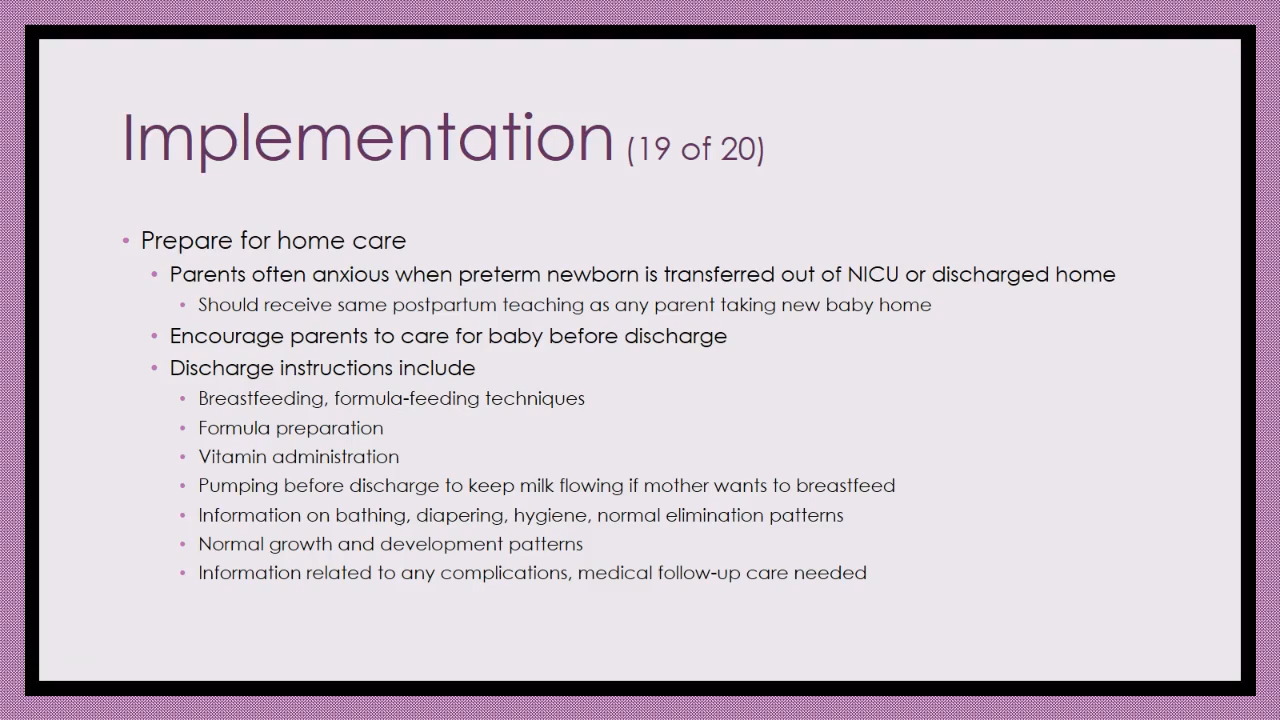 Implementation (19 of 20)
• Prepare for home care
• Parents often anxious when preterm newborn is transferred out of NICU or discharged home
• Should receive same postpartum teaching as any parent taking new baby home
• Encourage parents to care for baby before discharge
• Discharge instructions include
• Breastfeeding, formula-feeding techniques
• Formula preparation
• Vitamin administration
• Pumping before discharge to keep milk flowing if mother wants to breastfeed
• Information on bathing, diapering, hygiene, normal elimination patterns
• Normal growth and development patterns
• Information related to any complications, medical follow-up care needed